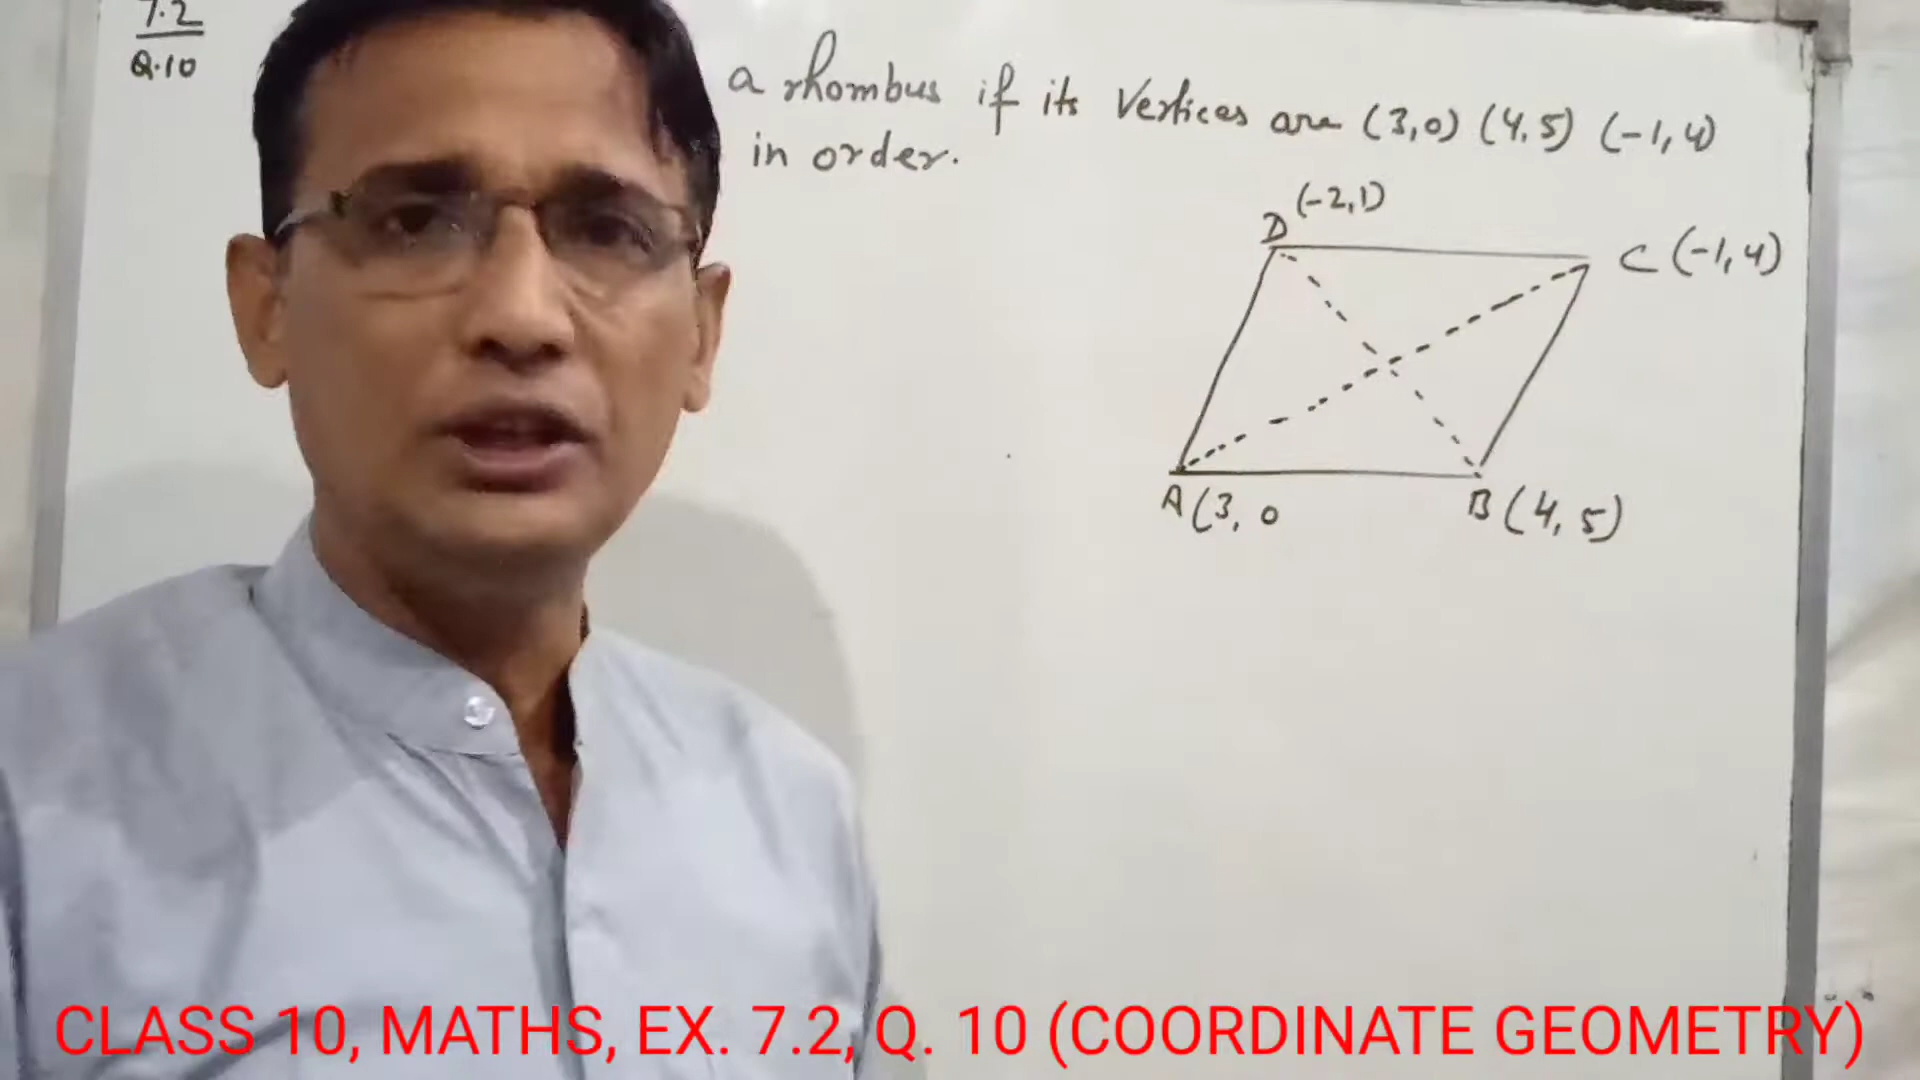 7.2
Q.10
a rhombus if its vertices are (3,0) (4,5) (-1,4)
in order.
D (-2,1)
C (-1,4)
A (3, 0
B (4, 5)
CLASS 10, MATHS, EX. 7.2, Q. 10 (COORDINATE GEOMETRY)